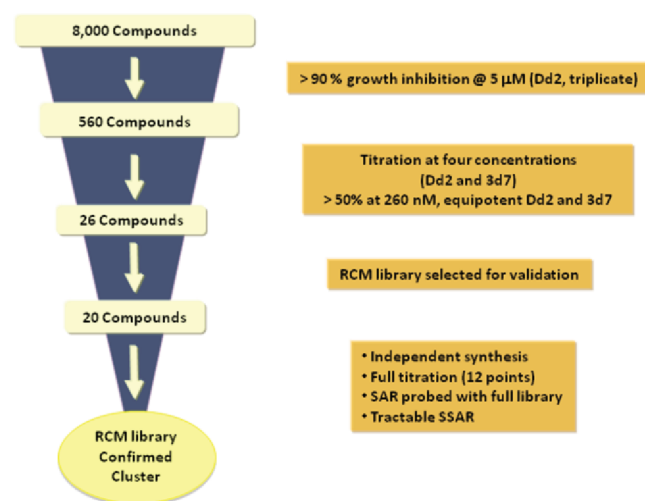 8,000 Compounds
> 90 % growth inhibition @ 5 µM (Dd2, triplicate)
560 Compounds
Titration at four concentrations
(Dd2 and 3d7)
> 50% at 260 nM, equipotent Dd2 and 3d7
26 Compounds
RCM library selected for validation
20 Compounds
• Independent synthesis
• Full titration (12 points)
• SAR probed with full library
• Tractable SSAR
RCM library
Confirmed
Cluster